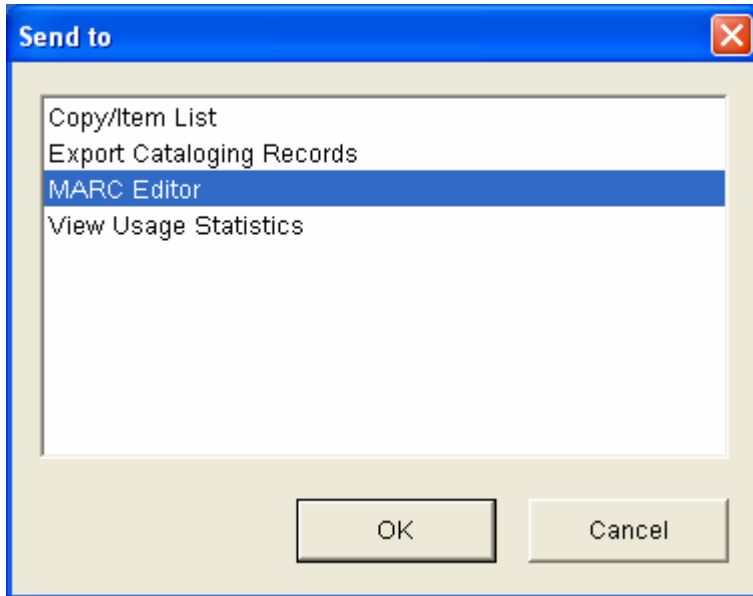 Send to
Copy/Item List
Export Cataloging Records
MARC Editor
View Usage Statistics
OK
Cancel